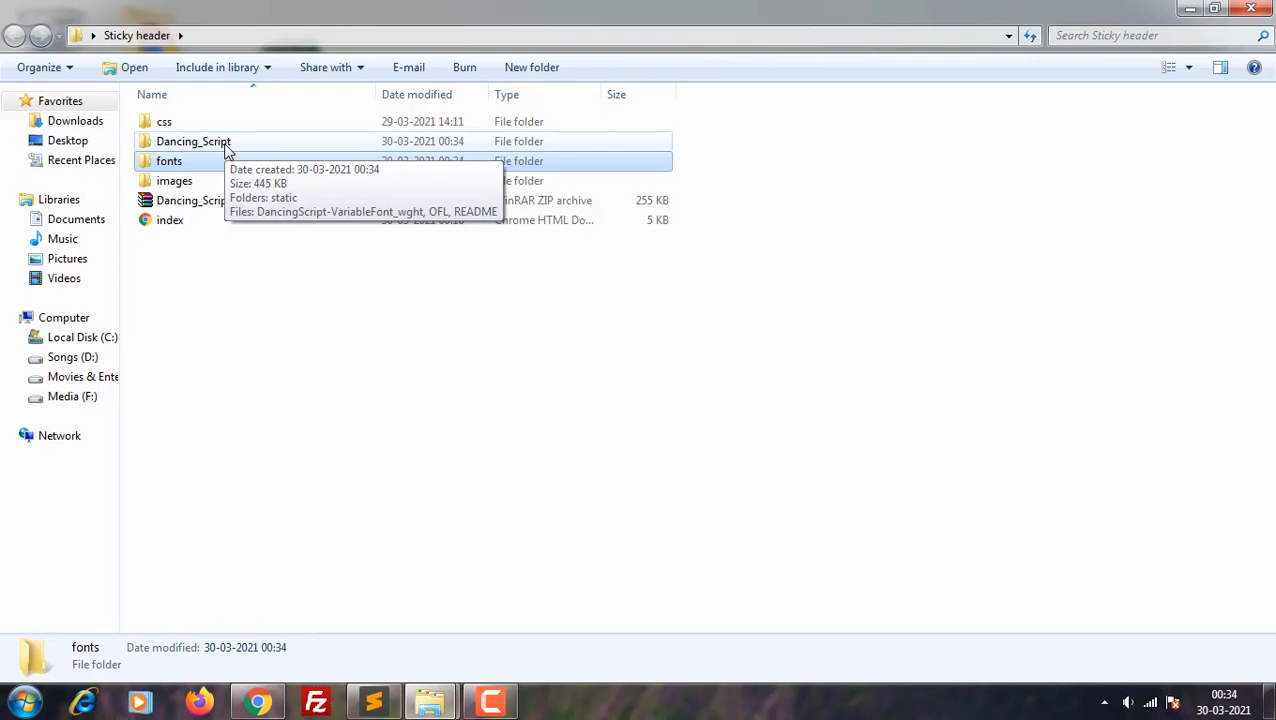 Sticky header
Search Sticky header
Organize Open Include in library Share with E-mail Burn New folder
Favorites
Downloads
Desktop
Recent Places
Libraries
Documents
Music
Pictures
Videos
Computer
Local Disk (C:)
Songs (D:)
Movies & Ente
Media (F:)
Network
Name Date modified Type Size
css 29-03-2021 14:11 File folder
Dancing_Script 30-03-2021 00:34 File folder
fonts File folder
images File folder
Dancing_Scrip WinRAR ZIP archive 255 KB
index Chrome HTML Do... 5 KB
Date created: 30-03-2021 00:34
Size: 445 KB
Folders: static
Files: DancingScript-VariableFont_wght, OFL, README
fonts Date modified: 30-03-2021 00:34
File folder
00:34
30-03-2021